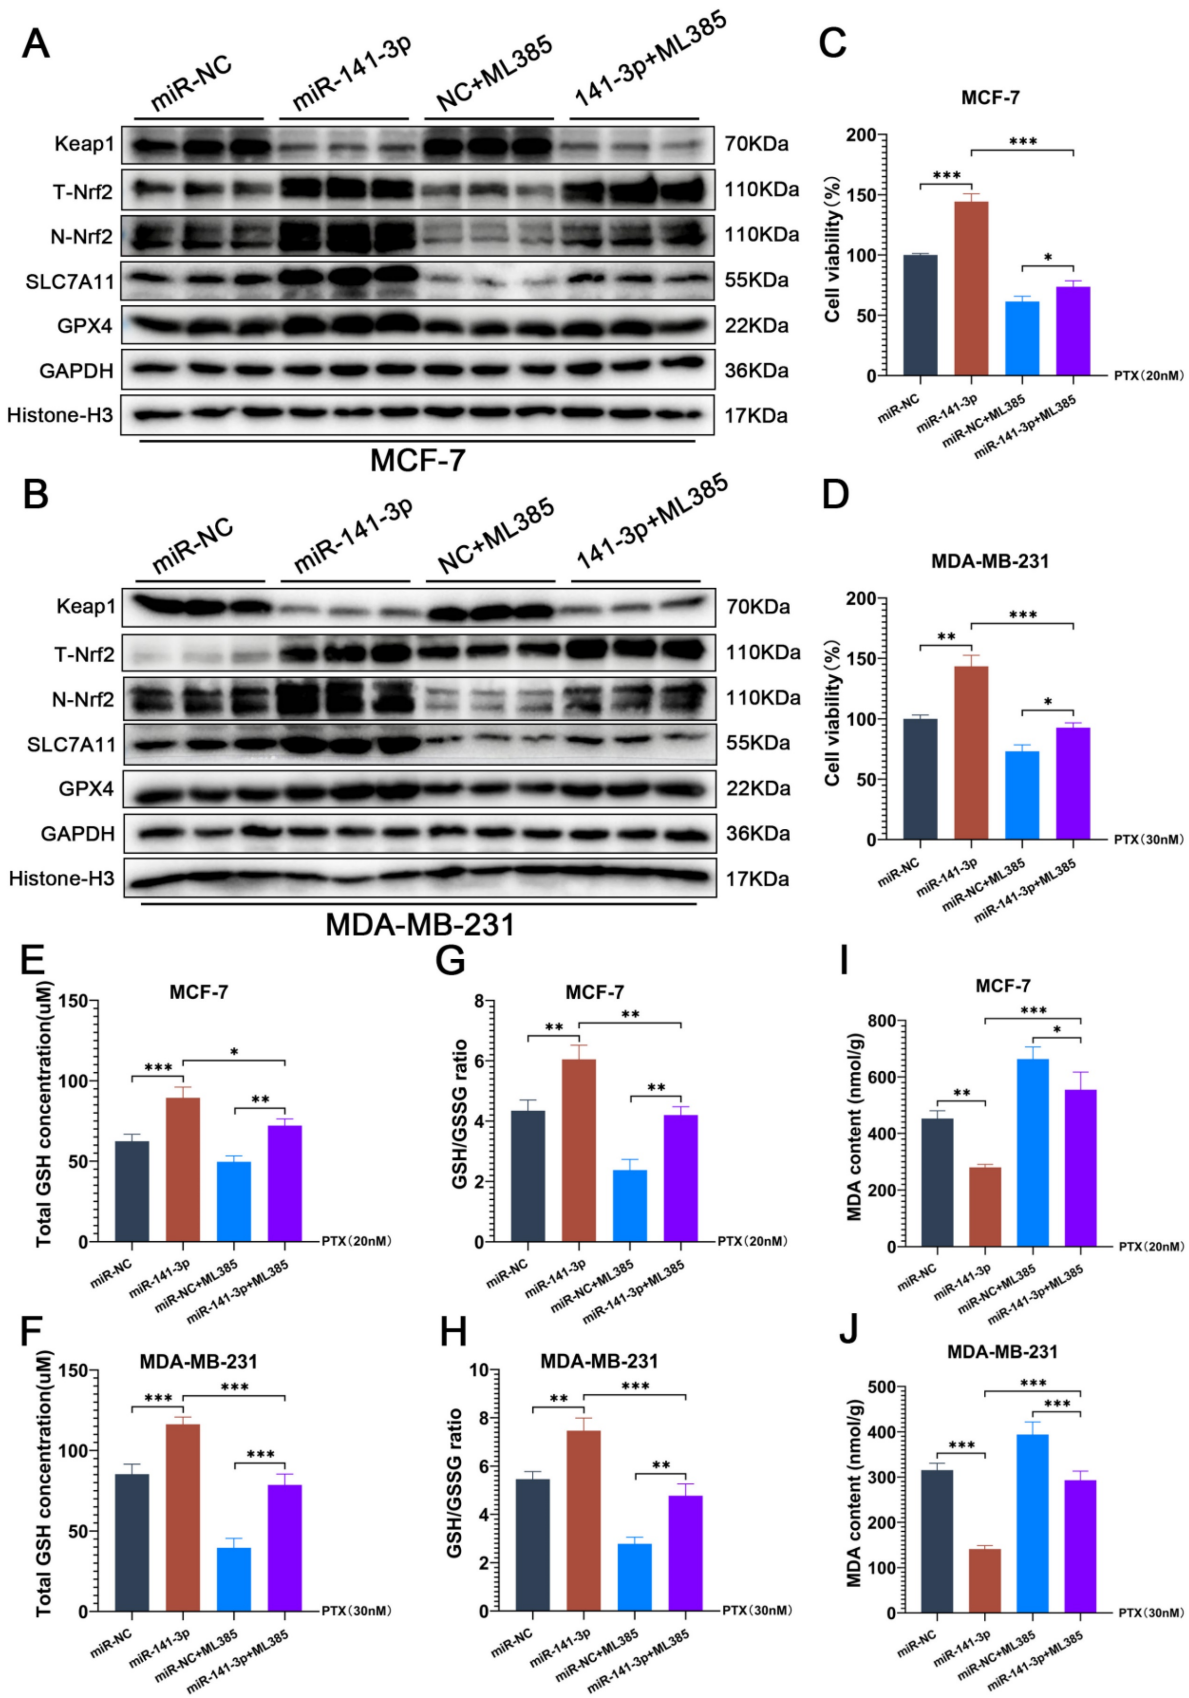 A
miR-NC
miR-141-3p
NC+ML385
141-3p+ML385
Keap1
70KDa
T-Nrf2
110KDa
N-Nrf2
110KDa
SLC7A11
55KDa
GPX4
22KDa
GAPDH
36KDa
Histone-H3
17KDa
MCF-7
C
MCF-7
Cell viability(%)
200
150
100
50
0
***
***
*
PTX(20nM)
miR-NC
miR-141-3p
miR-NC+ML385
miR-141-3p+ML385
B
miR-NC
miR-141-3p
NC+ML385
141-3p+ML385
Keap1
70KDa
T-Nrf2
110KDa
N-Nrf2
110KDa
SLC7A11
55KDa
GPX4
22KDa
GAPDH
36KDa
Histone-H3
17KDa
MDA-MB-231
D
MDA-MB-231
Cell viability(%)
200
150
100
50
0
**
***
*
PTX(30nM)
miR-NC
miR-141-3p
miR-NC+ML385
miR-141-3p+ML385
E
MCF-7
Total GSH concentration(uM)
150
100
50
0
***
*
**
PTX(20nM)
miR-NC
miR-141-3p
miR-NC+ML385
miR-141-3p+ML385
G
MCF-7
GSH/GSSG ratio
8
6
4
2
0
**
**
**
PTX(20nM)
miR-NC
miR-141-3p
miR-NC+ML385
miR-141-3p+ML385
I
MCF-7
MDA content (nmol/g)
800
600
400
200
0
**
***
*
PTX(20nM)
miR-NC
miR-141-3p
miR-NC+ML385
miR-141-3p+ML385
F
MDA-MB-231
Total GSH concentration(uM)
150
100
50
0
***
***
***
PTX(30nM)
miR-NC
miR-141-3p
miR-NC+ML385
miR-141-3p+ML385
H
MDA-MB-231
GSH/GSSG ratio
10
8
6
4
2
0
**
***
**
PTX(30nM)
miR-NC
miR-141-3p
miR-NC+ML385
miR-141-3p+ML385
J
MDA-MB-231
MDA content (nmol/g)
500
400
300
200
100
0
***
***
***
PTX(30nM)
miR-NC
miR-141-3p
miR-NC+ML385
miR-141-3p+ML385